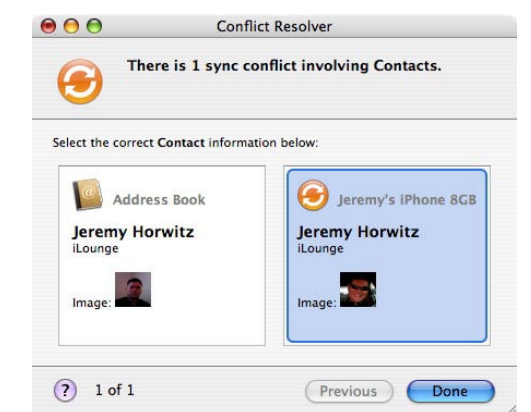 Conflict Resolver
There is 1 sync conflict involving Contacts.
Select the correct Contact information below:
Address Book
Jeremy Horwitz
iLounge
Image:
Jeremy's iPhone 8GB
Jeremy Horwitz
iLounge
Image:
? 1 of 1
Previous
Done